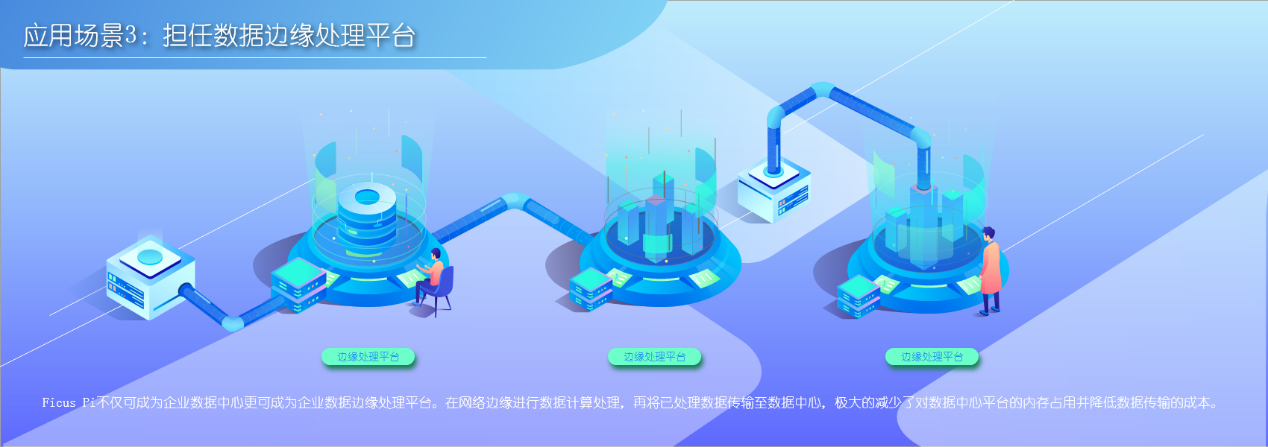 应用场景3：担任数据边缘处理平台
边缘处理平台
边缘处理平台
边缘处理平台
Ficus Pi不仅可成为企业数据中心更可成为企业数据边缘处理平台。在网络边缘进行数据计算处理，再将已处理数据传输至数据中心，极大的减少了对数据中心平台的内存占用并降低数据传输的成本。